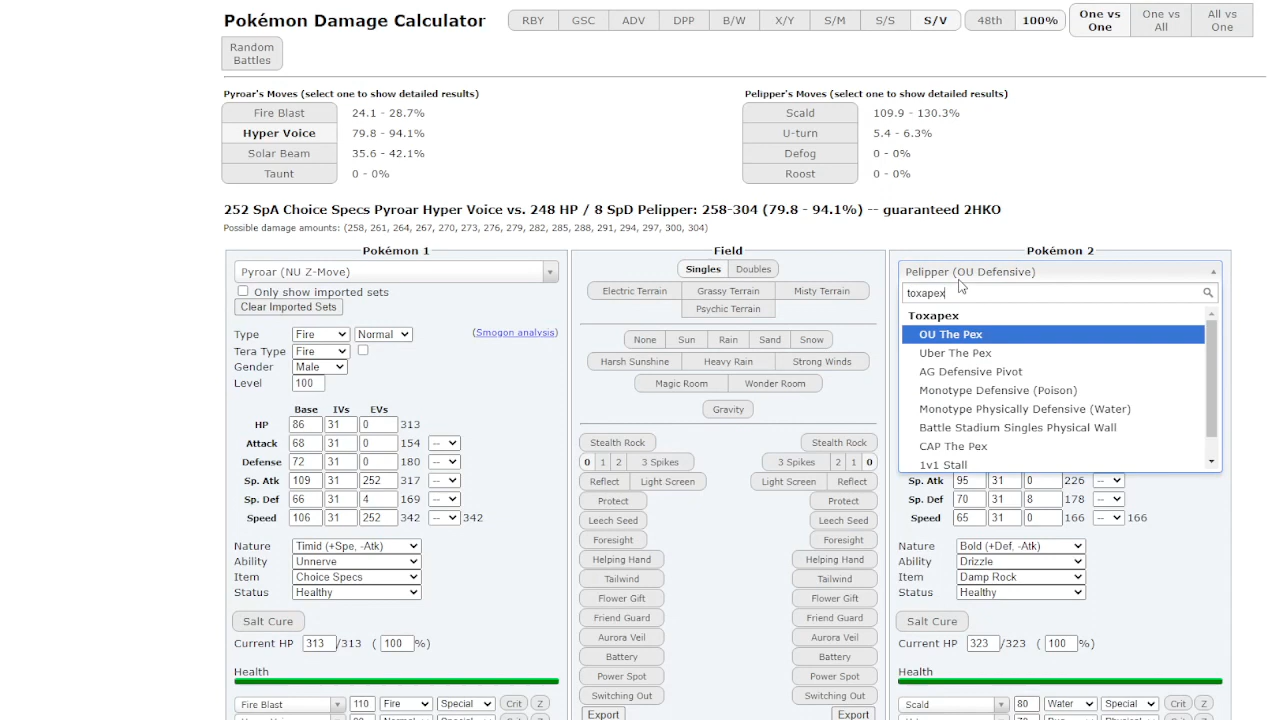 Pokémon Damage Calculator RBY GSC ADV DPP B/W X/Y S/M S/S S/V 48th 100% One vs One One vs All All vs One
Random Battles
Pyroar's Moves (select one to show detailed results) Pelipper's Moves (select one to show detailed results)
Fire Blast 24.1 - 28.7% Scald 109.9 - 130.3%
Hyper Voice 79.8 - 94.1% U-turn 5.4 - 6.3%
Solar Beam 35.6 - 42.1% Defog 0 - 0%
Taunt 0 - 0% Roost 0 - 0%
252 SpA Choice Specs Pyroar Hyper Voice vs. 248 HP / 8 SpD Pelipper: 258-304 (79.8 - 94.1%) -- guaranteed 2HKO
Possible damage amounts: (258, 261, 264, 267, 270, 273, 276, 279, 282, 285, 288, 291, 294, 297, 300, 304)
Pokémon 1
Pyroar (NU Z-Move)
Only show imported sets
Clear Imported Sets
Type Fire Normal (Smogon analysis)
Tera Type Fire
Gender Male
Level 100
Base IVs EVs
HP 86 31 0 313
Attack 68 31 0 154 --
Defense 72 31 0 180 --
Sp. Atk 109 31 252 317 --
Sp. Def 66 31 4 169 --
Speed 106 31 252 342 -- 342
Nature Timid (+Spe, -Atk)
Ability Unnerve
Item Choice Specs
Status Healthy
Salt Cure
Current HP 313 /313 ( 100 %)
Health
Fire Blast 110 Fire Special Crit Z
Field
Singles Doubles
Electric Terrain Grassy Terrain Misty Terrain
Psychic Terrain
None Sun Rain Sand Snow
Harsh Sunshine Heavy Rain Strong Winds
Magic Room Wonder Room
Gravity
Stealth Rock Stealth Rock
0 1 2 3 Spikes 3 Spikes 2 1 0
Reflect Light Screen Light Screen Reflect
Protect Protect
Leech Seed Leech Seed
Foresight Foresight
Helping Hand Helping Hand
Tailwind Tailwind
Flower Gift Flower Gift
Friend Guard Friend Guard
Aurora Veil Aurora Veil
Battery Battery
Power Spot Power Spot
Switching Out Switching Out
Export Export
Pokémon 2
Pelipper (OU Defensive)
toxapex
Toxapex
OU The Pex
Uber The Pex
AG Defensive Pivot
Monotype Defensive (Poison)
Monotype Physically Defensive (Water)
Battle Stadium Singles Physical Wall
CAP The Pex
1v1 Stall
Sp. Atk 95 31 0 226 --
Sp. Def 70 31 8 178 --
Speed 65 31 0 166 -- 166
Nature Bold (+Def, -Atk)
Ability Drizzle
Item Damp Rock
Status Healthy
Salt Cure
Current HP 323 /323 ( 100 %)
Health
Scald 80 Water Special Crit Z